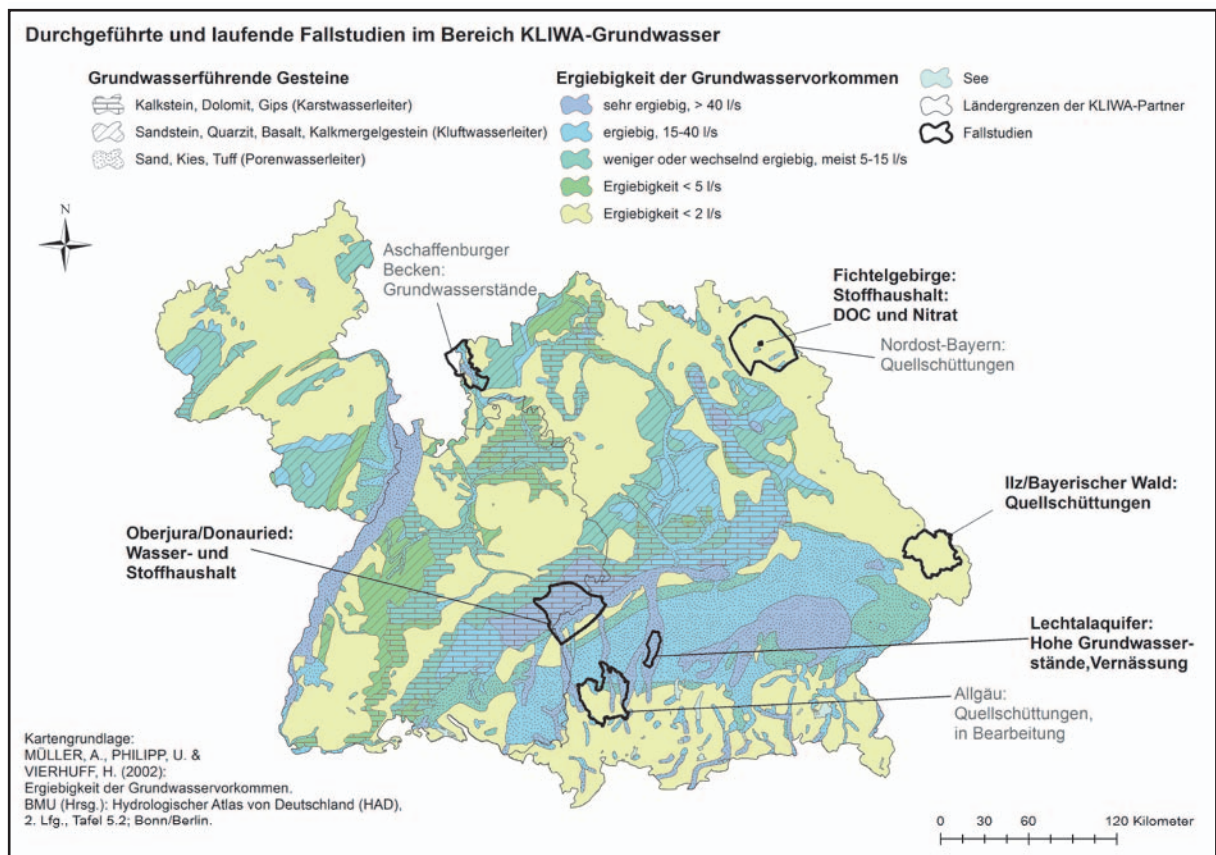 Durchgeführte und laufende Fallstudien im Bereich KLIWA-Grundwasser
Grundwasserführende Gesteine
Kalkstein, Dolomit, Gips (Karstwasserleiter)
Sandstein, Quarzit, Basalt, Kalkmergelgestein (Kluftwasserleiter)
Sand, Kies, Tuff (Porenwasserleiter)
Ergiebigkeit der Grundwasservorkommen
sehr ergiebig, > 40 l/s
ergiebig, 15-40 l/s
weniger oder wechselnd ergiebig, meist 5-15 l/s
Ergiebigkeit < 5 l/s
Ergiebigkeit < 2 l/s
See
Ländergrenzen der KLIWA-Partner
Fallstudien
N
Aschaffenburger
Becken:
Grundwasserstände
Fichtelgebirge:
Stoffhaushalt:
DOC und Nitrat
Nordost-Bayern:
Quellschüttungen
Ilz/Bayerischer Wald:
Quellschüttungen
Oberjura/Donauried:
Wasser- und
Stoffhaushalt
Lechtalaquifer:
Hohe Grundwasser-
stände,Vernässung
Allgäu:
Quellschüttungen,
in Bearbeitung
Kartengrundlage:
MÜLLER, A., PHILIPP, U. &
VIERHUFF, H. (2002):
Ergiebigkeit der Grundwasservorkommen.
BMU (Hrsg.): Hydrologischer Atlas von Deutschland (HAD),
2. Lfg., Tafel 5.2; Bonn/Berlin.
0 30 60 120 Kilometer